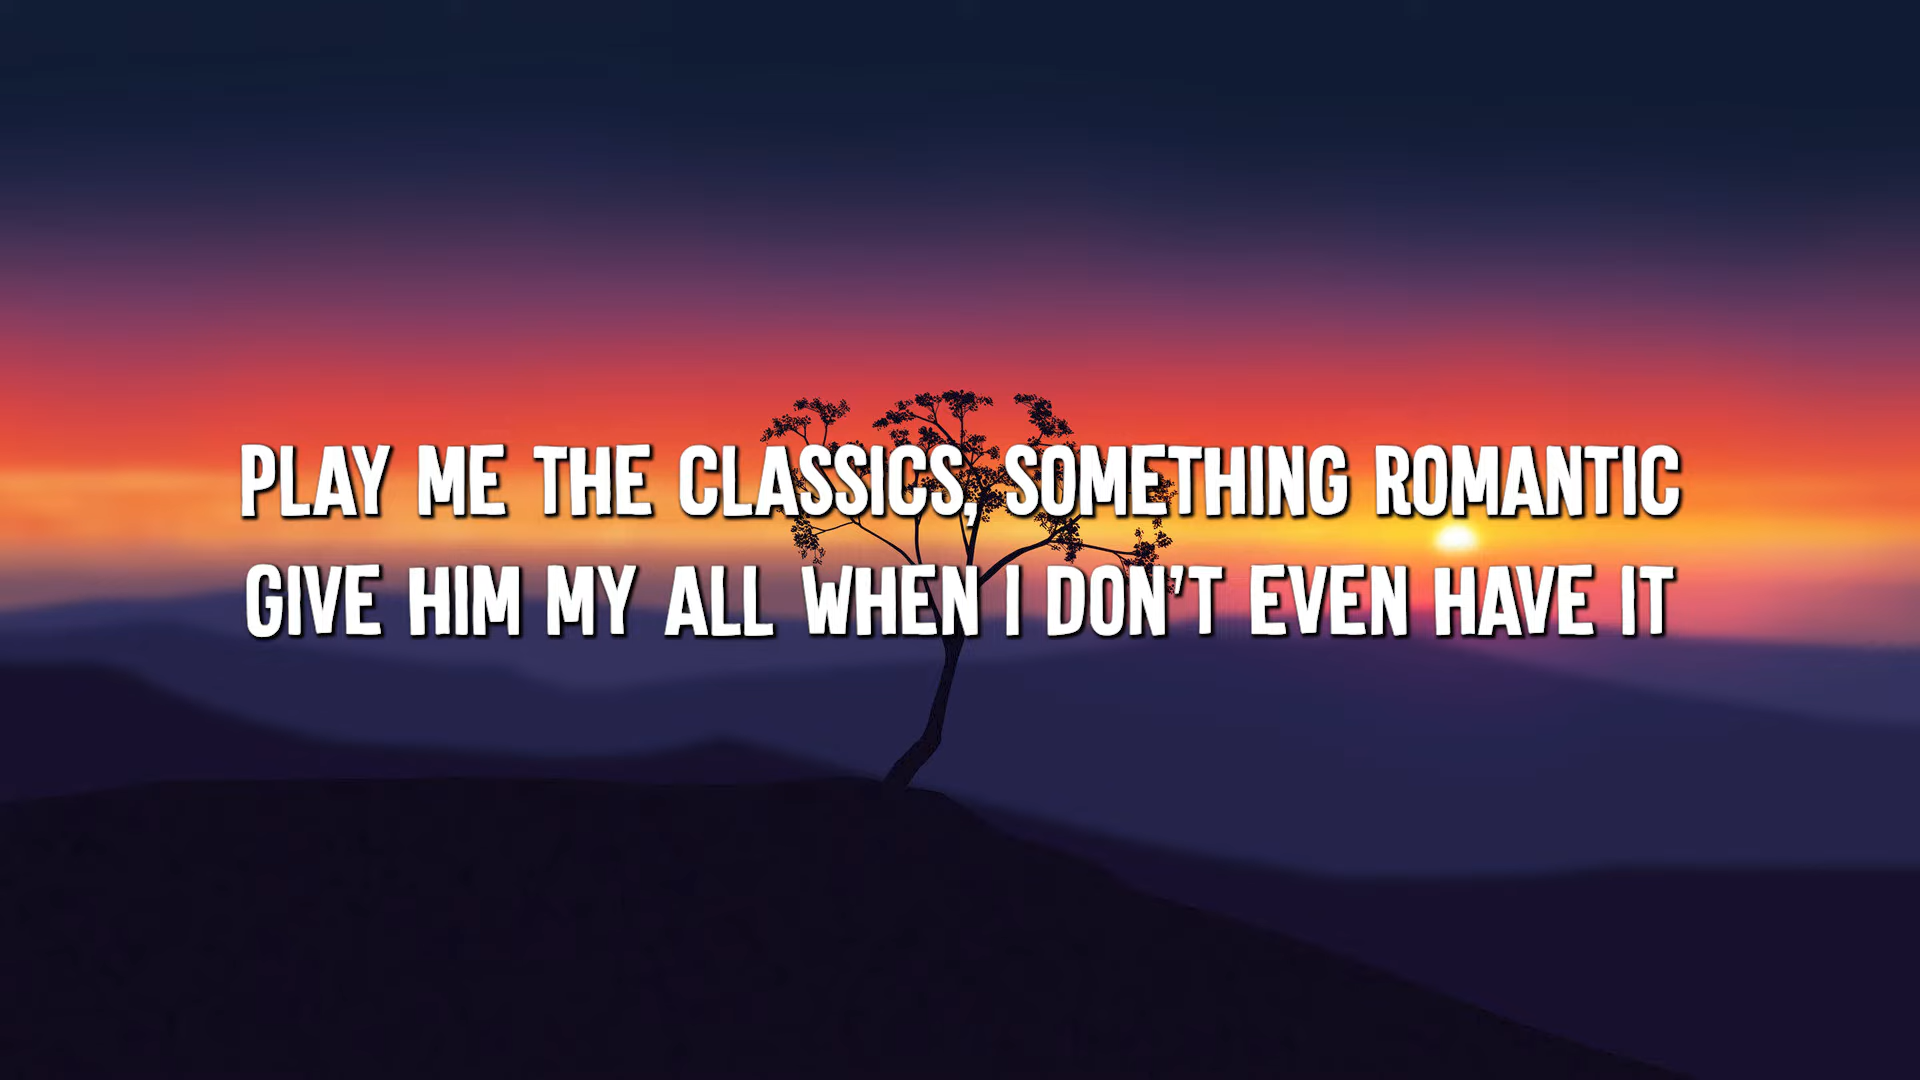 PLAY ME THE CLASSICS, SOMETHING ROMANTIC
GIVE HIM MY ALL WHEN I DON'T EVEN HAVE IT